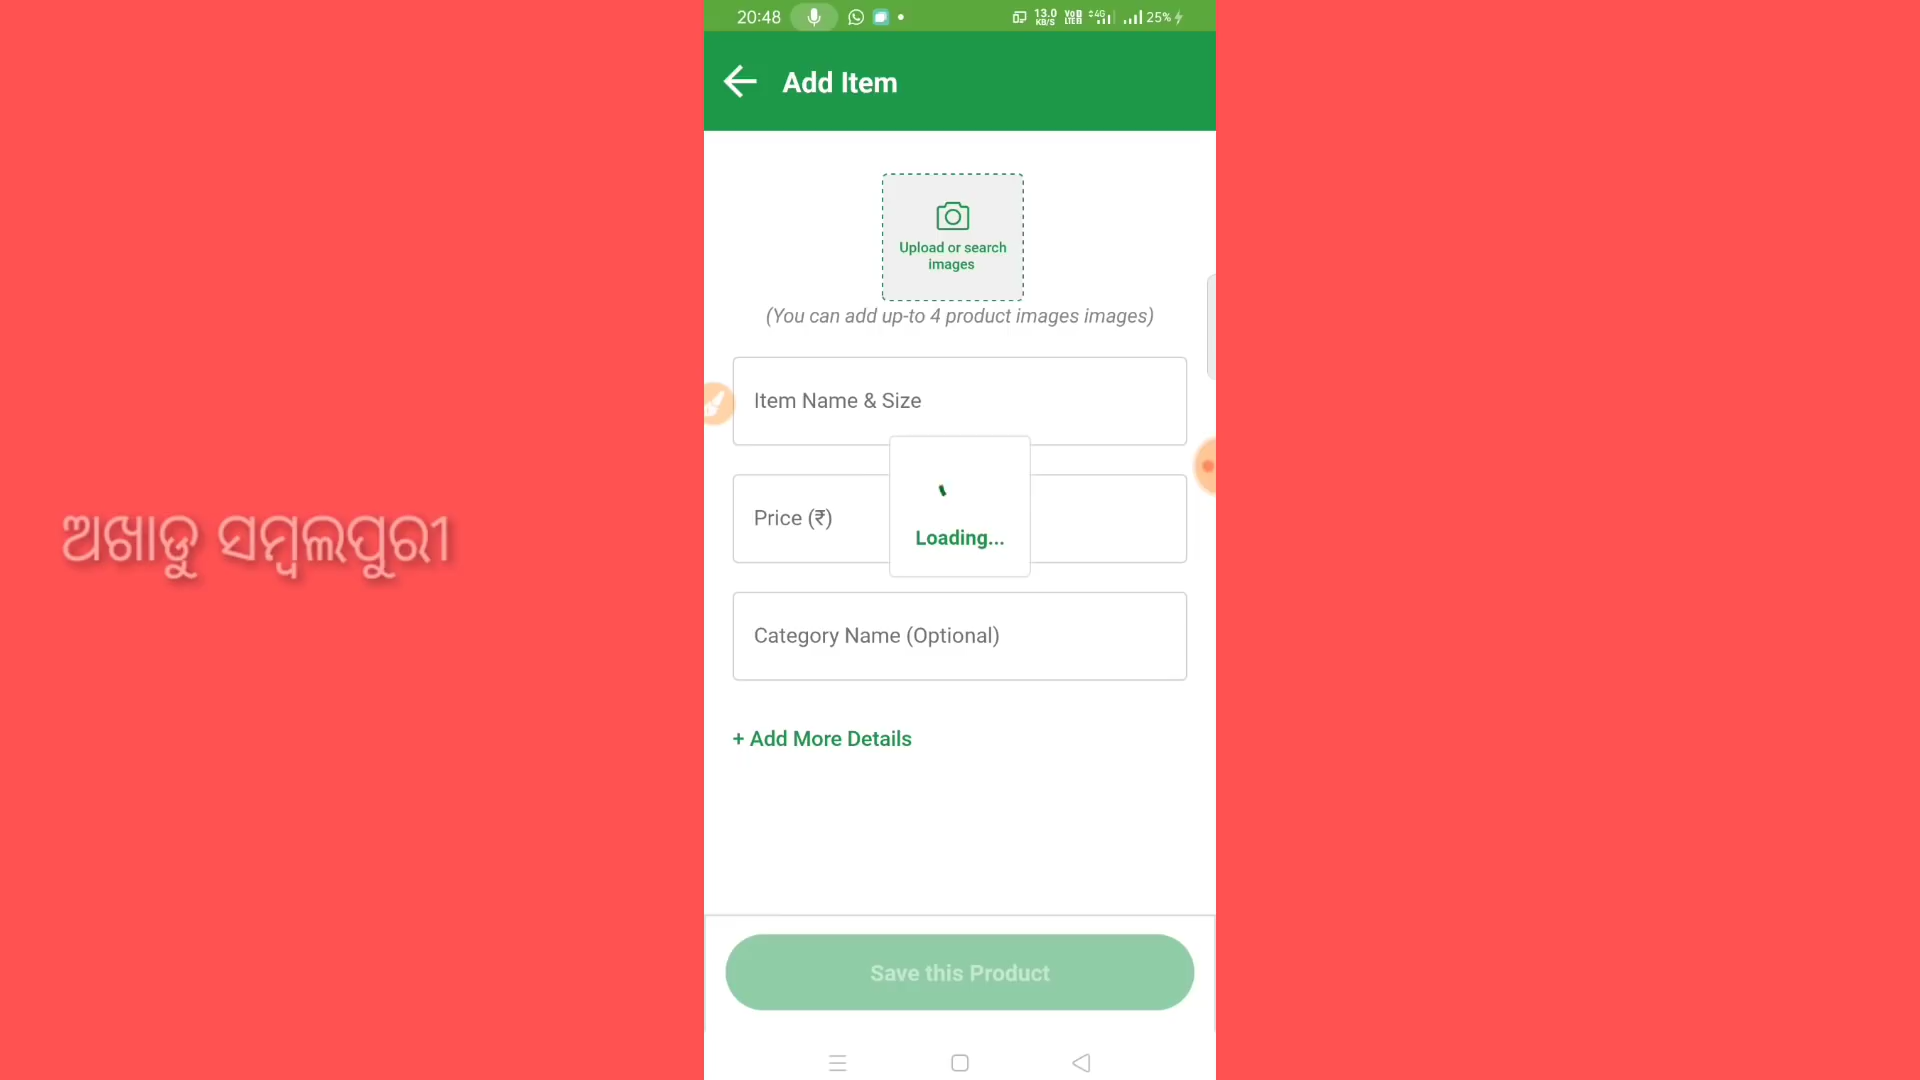 20:48
13.0 KB/S
4G
25%
Add Item
Upload or search
images
(You can add up-to 4 product images images)
Item Name & Size
Price (₹)
Loading...
ଅଖାଡୁ ସମ୍ବଲପୁରୀ
Category Name (Optional)
+ Add More Details
Save this Product